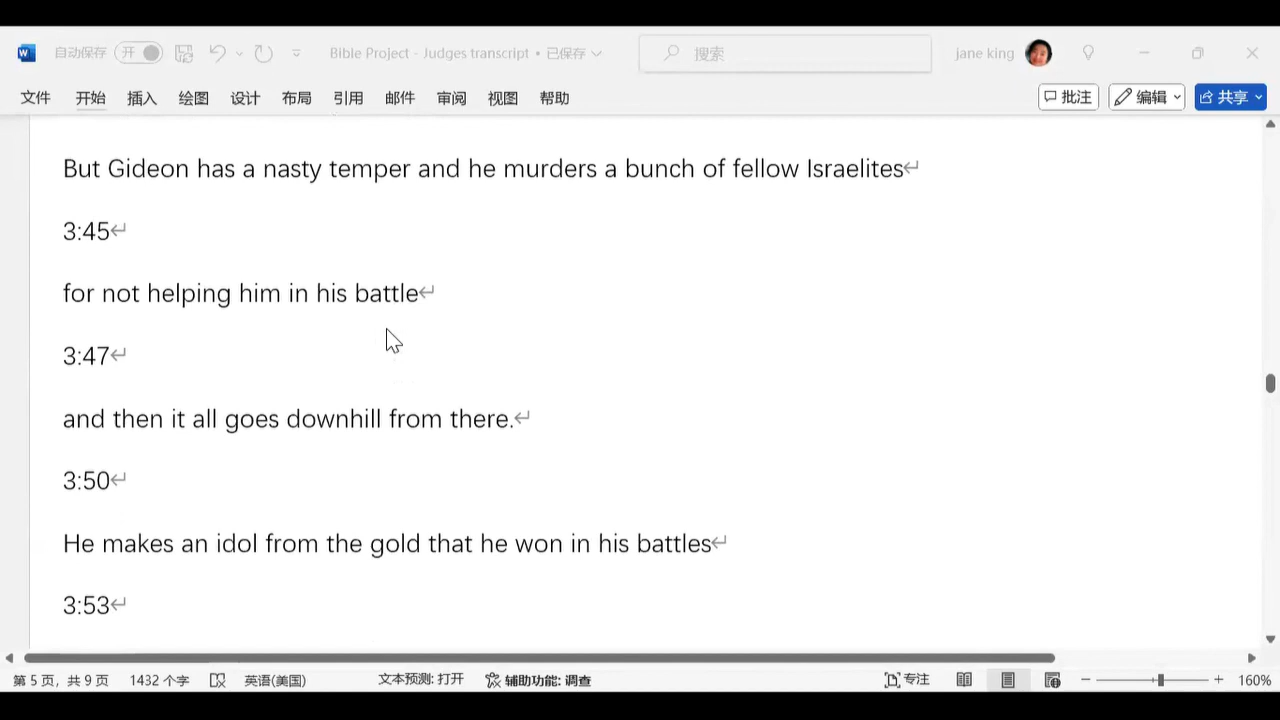 自动保存 开 Bible Project - Judges transcript • 已保存 搜索 jane king
文件 开始 插入 绘图 设计 布局 引用 邮件 审阅 视图 帮助 批注 编辑 共享
But Gideon has a nasty temper and he murders a bunch of fellow Israelites
3:45
for not helping him in his battle
3:47
and then it all goes downhill from there.
3:50
He makes an idol from the gold that he won in his battles
3:53
第 5 页，共 9 页 1432 个字 英语(美国) 文本预测: 打开 辅助功能: 调查 专注 160%